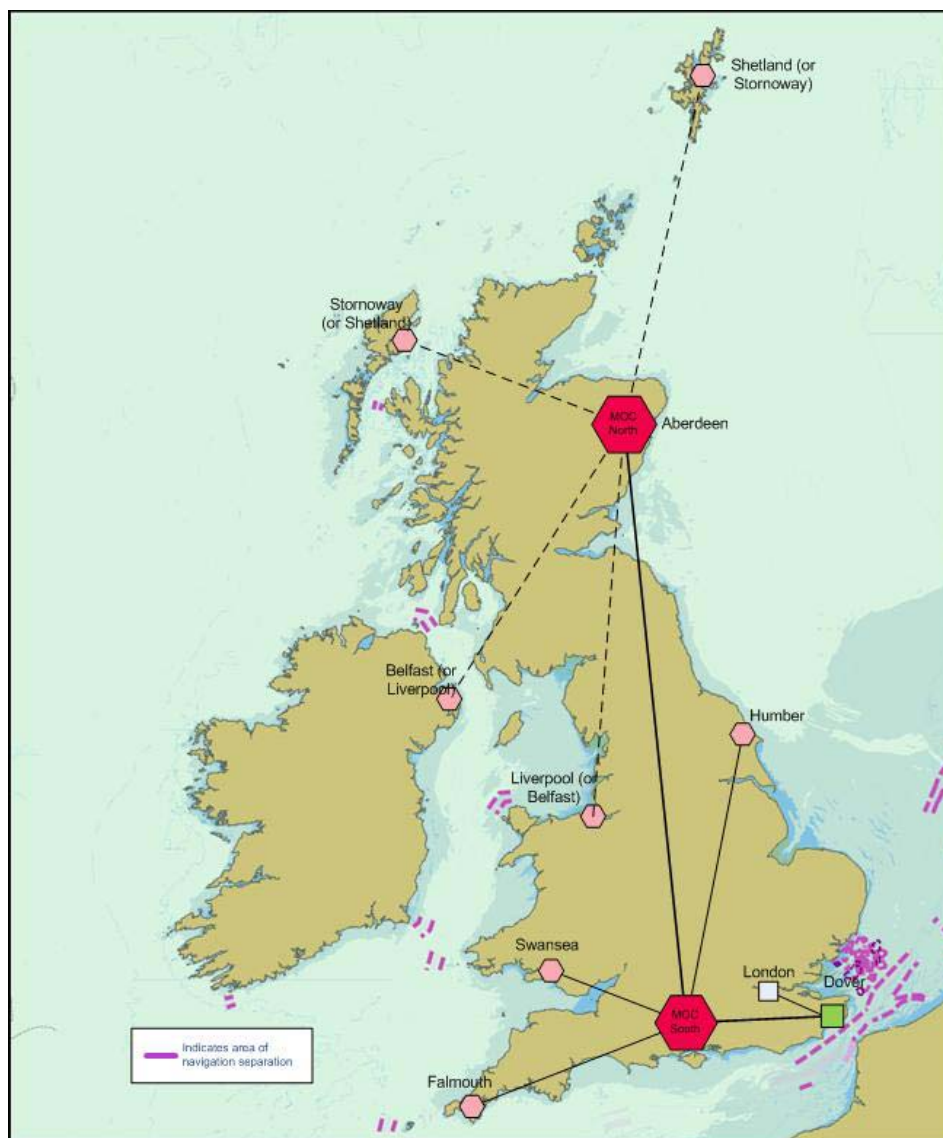 Shetland (or
Stornoway)
Stornoway
(or Shetland)
MOC
North
Aberdeen
Belfast (or
Liverpool)
Humber
Liverpool (or
Belfast)
Swansea
London
Dover
MOC
South
Indicates area of
navigation separation
Falmouth